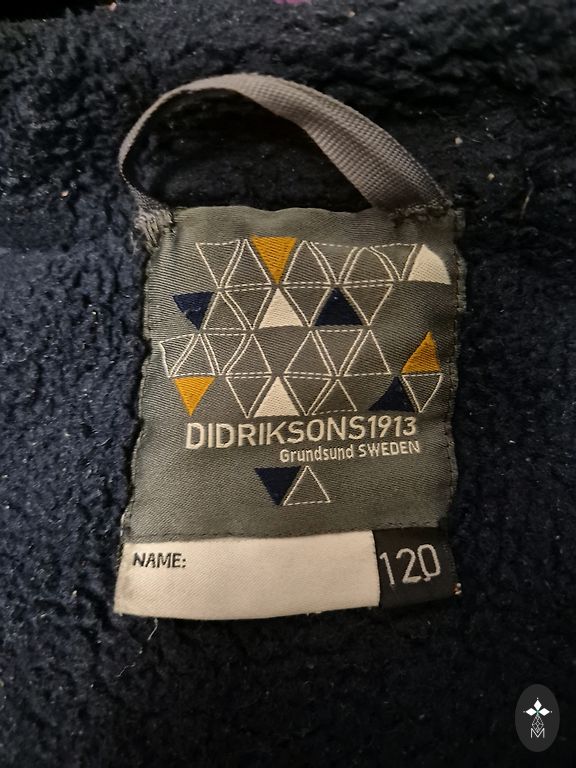 DIDRIKSONS1913
Grundsund SWEDEN
NAME:
120
M